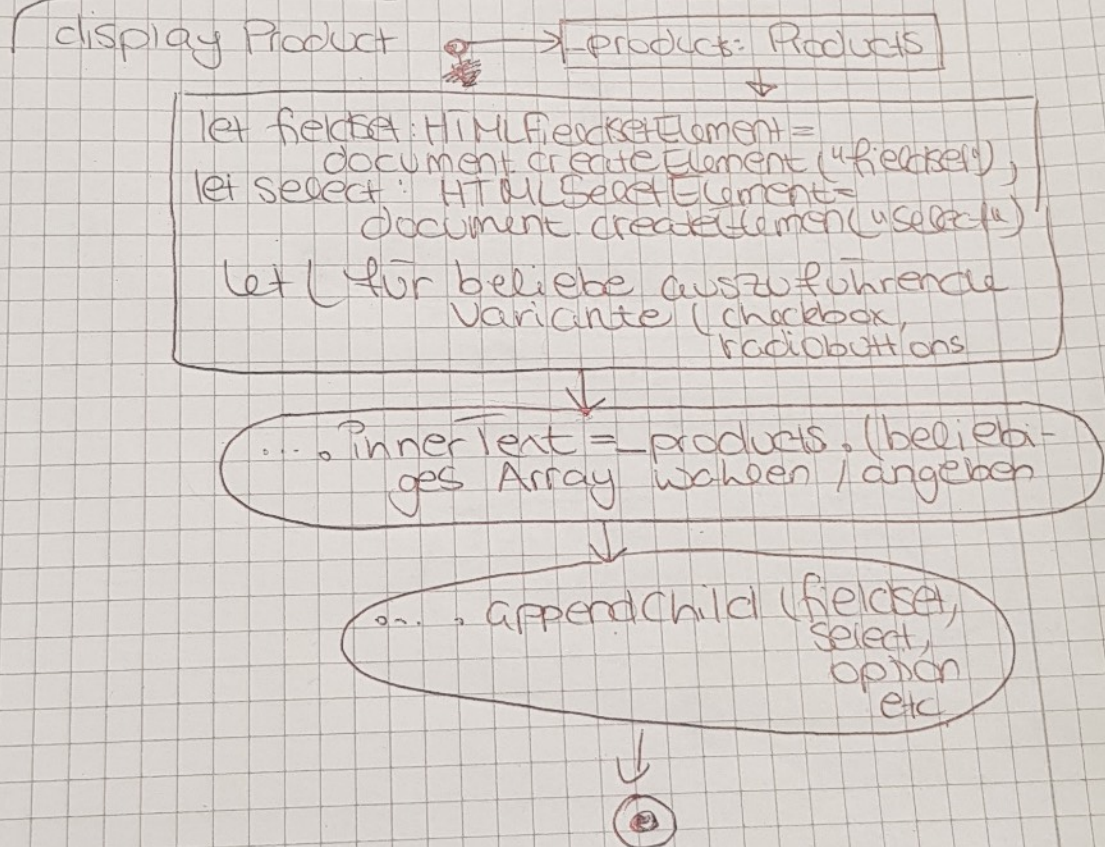 display Product
_product: Products
let fieldset: HTMLFieldsetElement=
document.createElement("fieldset");
let select: HTMLSelectElement=
document.createElemen("select"
let ( für beliebe auszuführende
Variante (checkbox,
radiobuttons
.... innerText = _products. (beliebi-
ges Array wählen / angeben
.... . appendChild (fieldset,
select,
option
etc